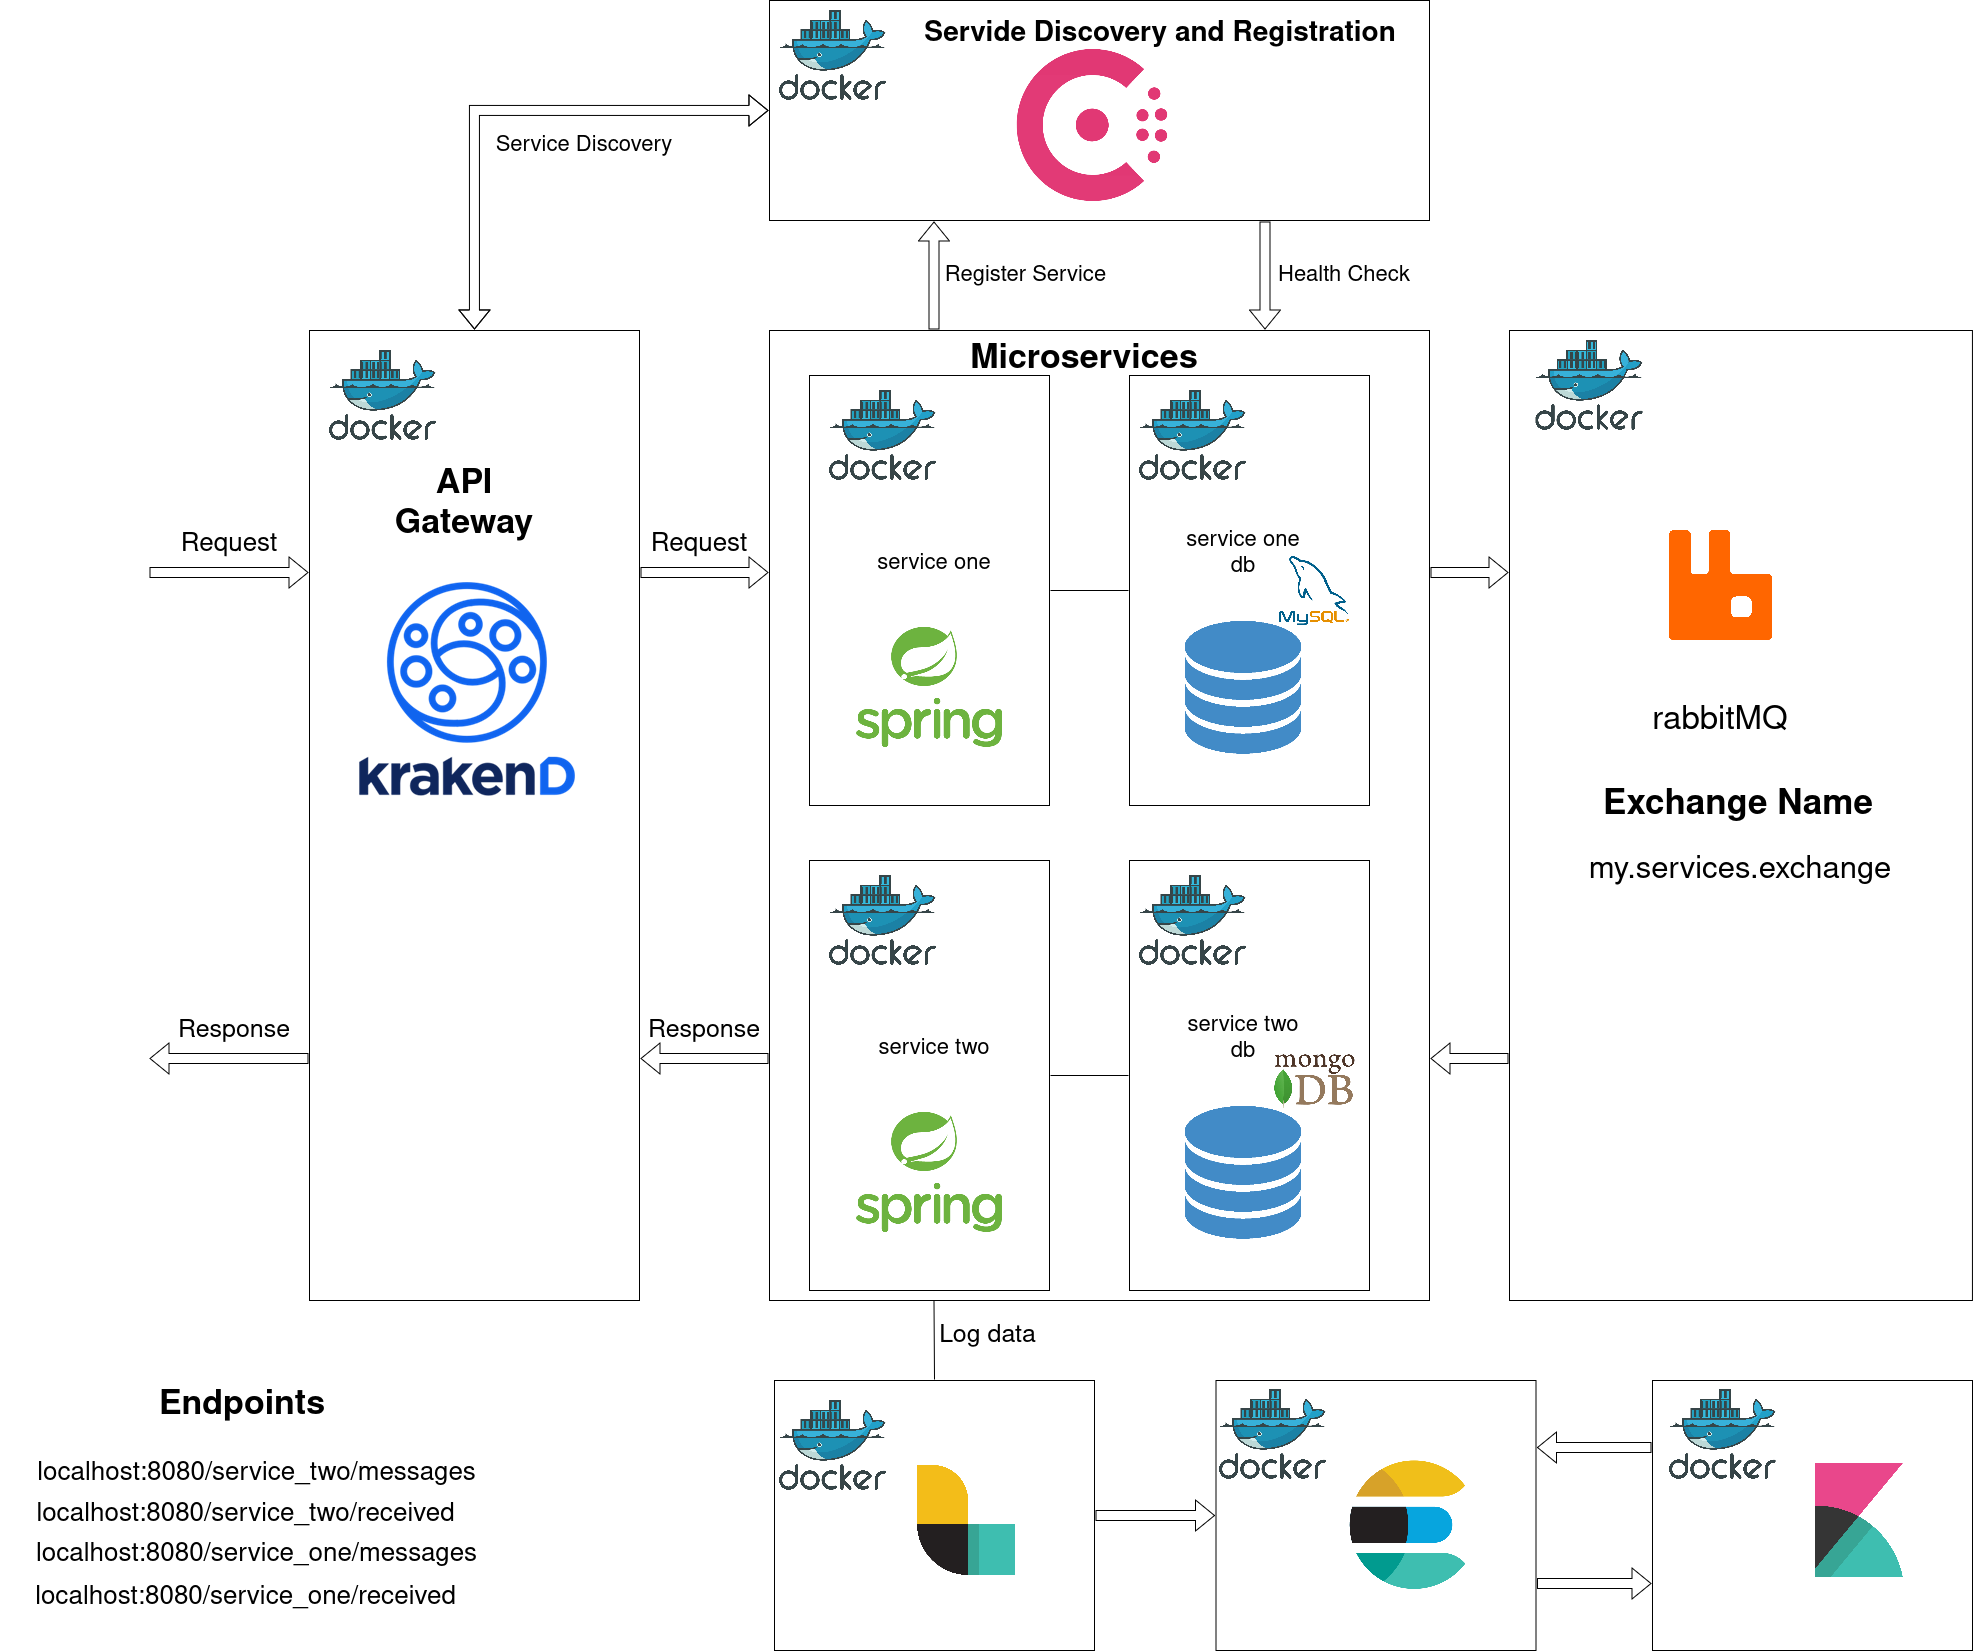 docker
Servide Discovery and Registration
Service Discovery
Register Service
Health Check
docker
API
Gateway
krakenD
Request
Request
Response
Response
Microservices
docker
service one
spring
docker
service one
db
MySQL
docker
service two
spring
docker
service two
db
mongo
DB
docker
rabbitMQ
Exchange Name
my.services.exchange
Log data
docker
docker
docker
Endpoints
localhost:8080/service_two/messages
localhost:8080/service_two/received
localhost:8080/service_one/messages
localhost:8080/service_one/received